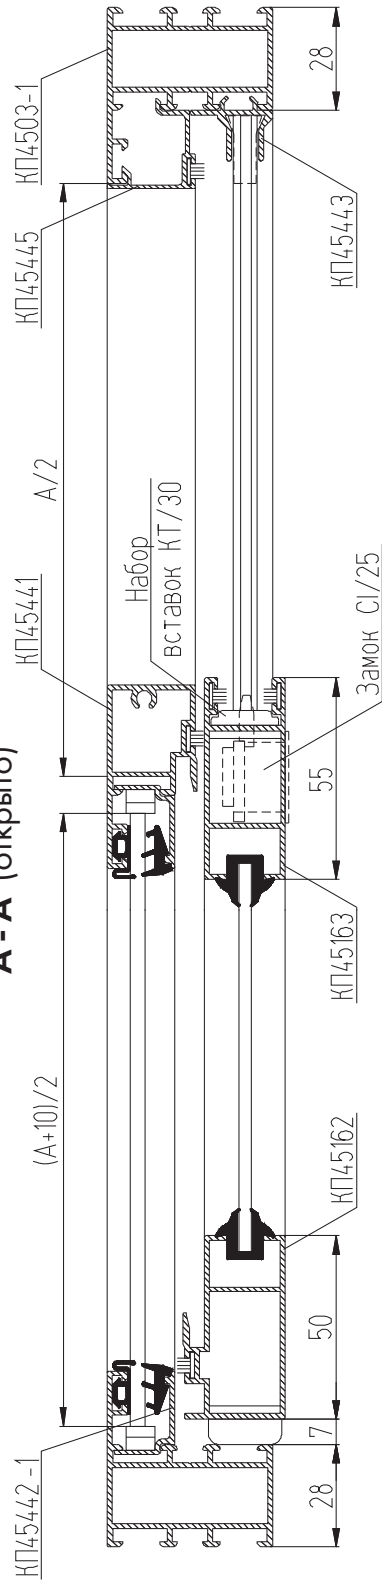 А - А (открыто)
КП45442-1
(А+10)/2
КП45441
А/2
КП45445
КП4503-1
Набор
вставок КТ/30
28
7
50
КП45162
КП45163
55
Замок CI/25
КП45443
28